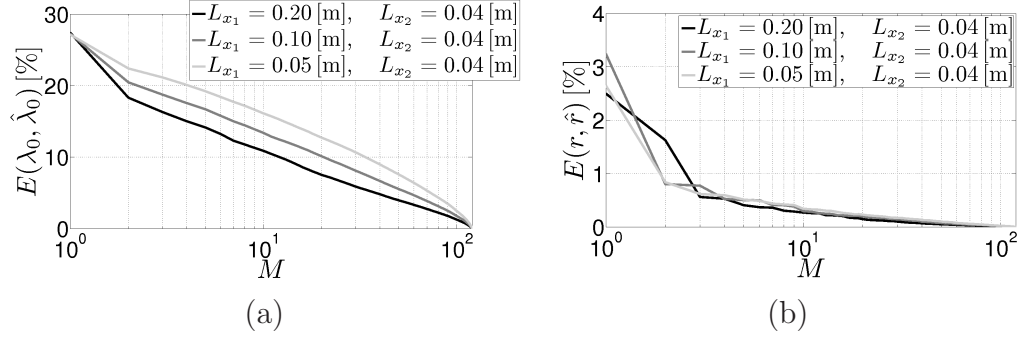 L_{x_1} = 0.20 [m], L_{x_2} = 0.04 [m]
L_{x_1} = 0.10 [m], L_{x_2} = 0.04 [m]
L_{x_1} = 0.05 [m], L_{x_2} = 0.04 [m]
E(λ_0, λ̂_0) [%]
30
20
10
0
10^0 10^1 10^2
M
(a)
L_{x_1} = 0.20 [m], L_{x_2} = 0.04 [m]
L_{x_1} = 0.10 [m], L_{x_2} = 0.04 [m]
L_{x_1} = 0.05 [m], L_{x_2} = 0.04 [m]
E(r, r̂) [%]
4
3
2
1
0
10^0 10^1 10^2
M
(b)